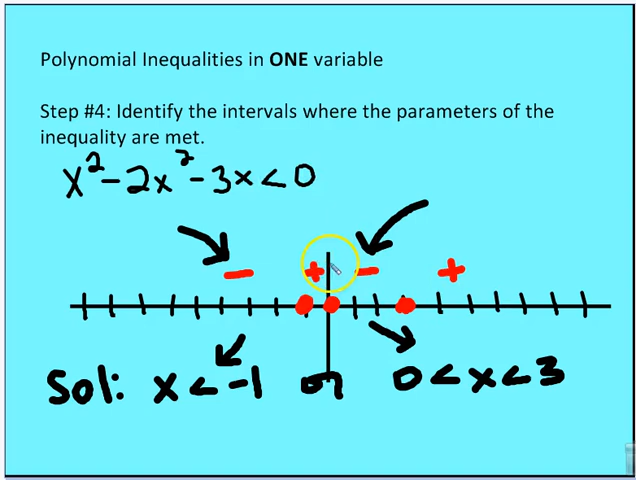 Polynomial Inequalities in ONE variable
Step #4: Identify the intervals where the parameters of the
inequality are met.
x² - 2x² - 3x < 0
- + - +
Sol: x < -1 or 0 < x < 3